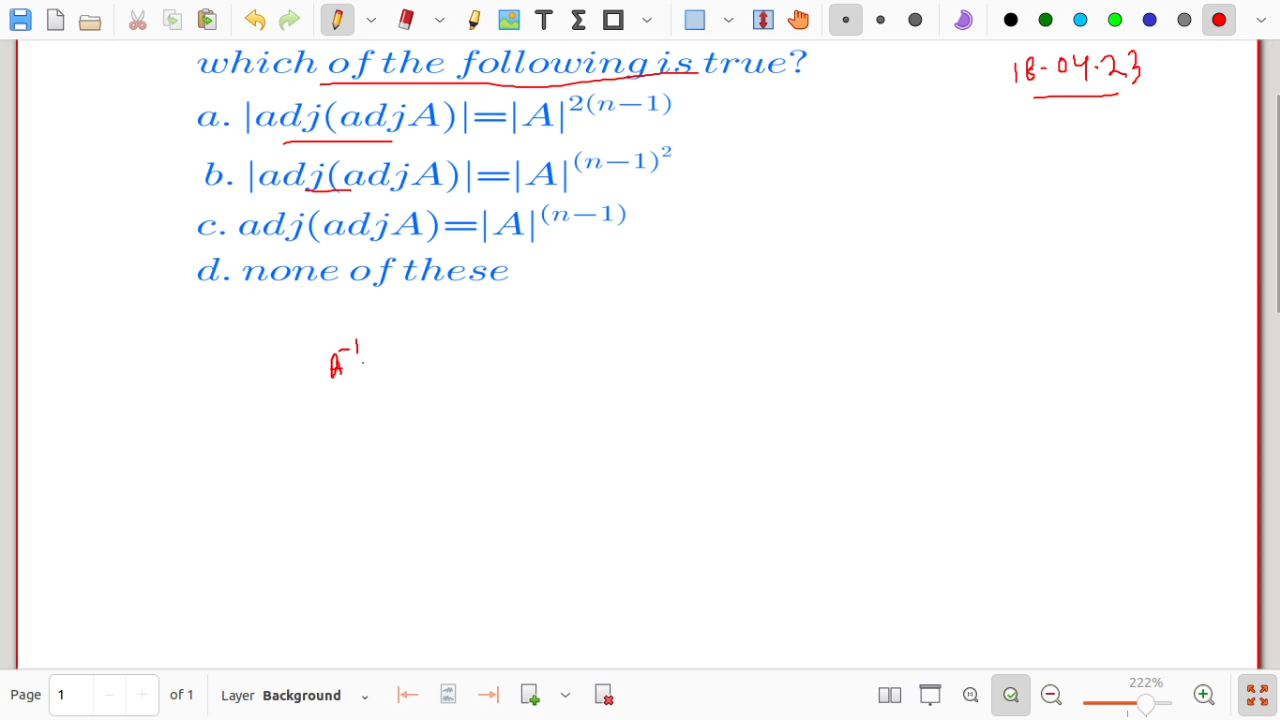 which of the following is true?
18-04-23
a. |adj(adjA)|=|A|^{2(n-1)}
b. |adj(adjA)|=|A|^{(n-1)^2}
c. adj(adjA)=|A|^{(n-1)}
d. none of these
A^{-1}
Page 1 of 1 Layer Background 222%